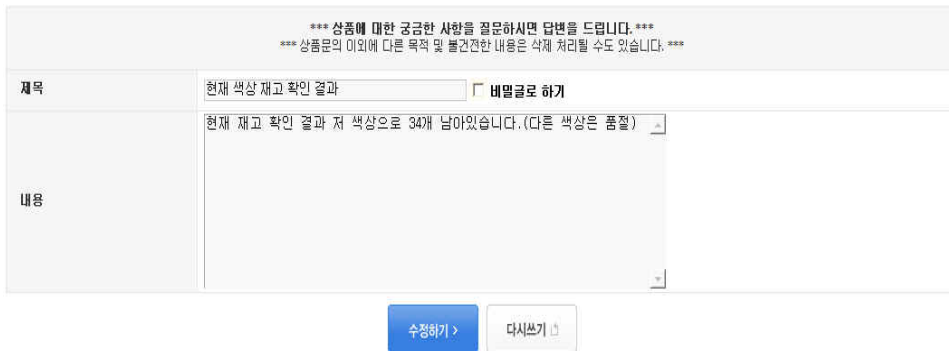 *** 상품에 대한 궁금한 사항을 질문하시면 답변을 드립니다. ***
*** 상품문의 이외에 다른 목적 및 불건전한 내용은 삭제 처리될 수도 있습니다. ***
제목
현재 색상 재고 확인 결과
비밀글로 하기
현재 재고 확인 결과 저 색상으로 34개 남아있습니다.(다른 색상은 품절)
내용
수정하기 >
다시쓰기